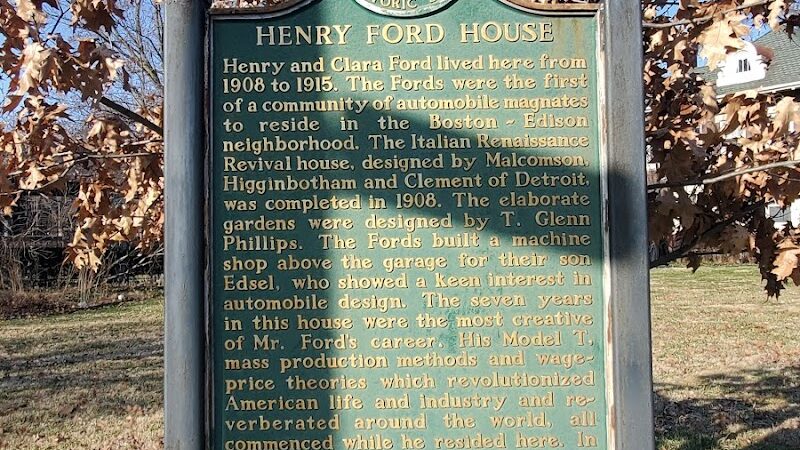 HENRY FORD HOUSE
Henry and Clara Ford lived here from
1908 to 1915. The Fords were the first
of a community of automobile magnates
to reside in the Boston ~ Edison
neighborhood. The Italian Renaissance
Revival house, designed by Malcomson,
Higginbotham and Clement of Detroit,
was completed in 1908. The elaborate
gardens were designed by T. Glenn
Phillips. The Fords built a machine
shop above the garage for their son
Edsel, who showed a keen interest in
automobile design. The seven years
in this house were the most creative
of Mr. Ford's career. His Model T,
mass production methods and wage-
price theories which revolutionized
American life and industry and re-
verberated around the world, all
commenced while he resided here. In